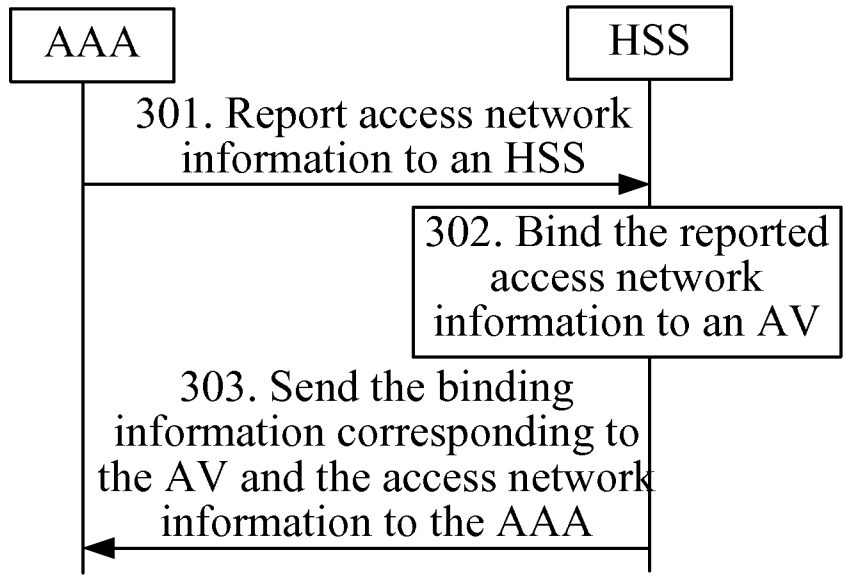 AAA
HSS
301. Report access network
information to an HSS
302. Bind the reported
access network
information to an AV
303. Send the binding
information corresponding to
the AV and the access network
information to the AAA